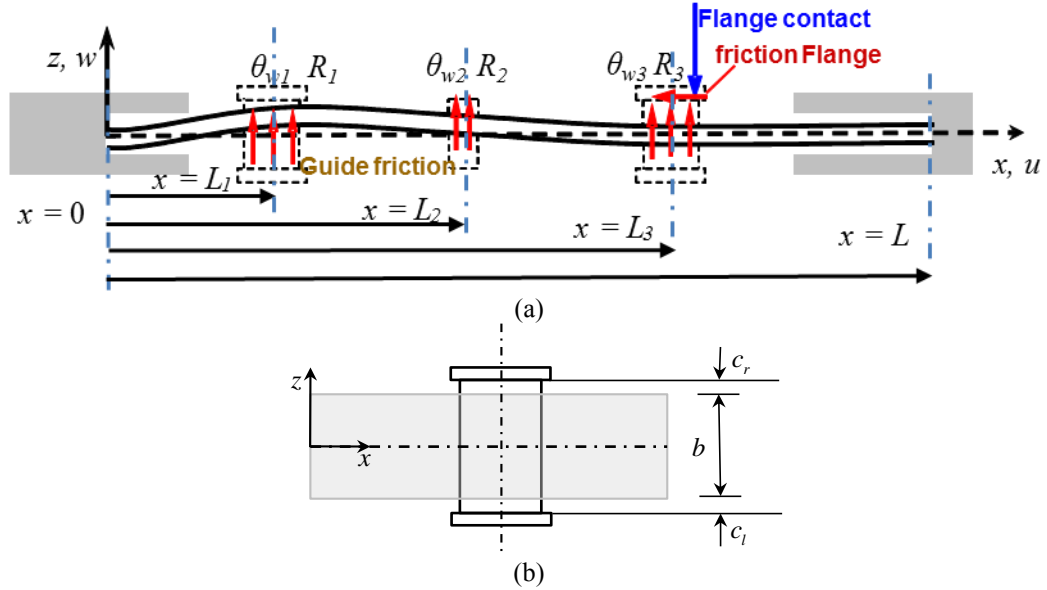 Flange contact
friction Flange
z, w
θw1 R1
θw2 R2
θw3 R3
Guide friction
x, u
x = L1
x = 0
x = L2
x = L3
x = L
(a)
cr
z
b
x
cl
(b)